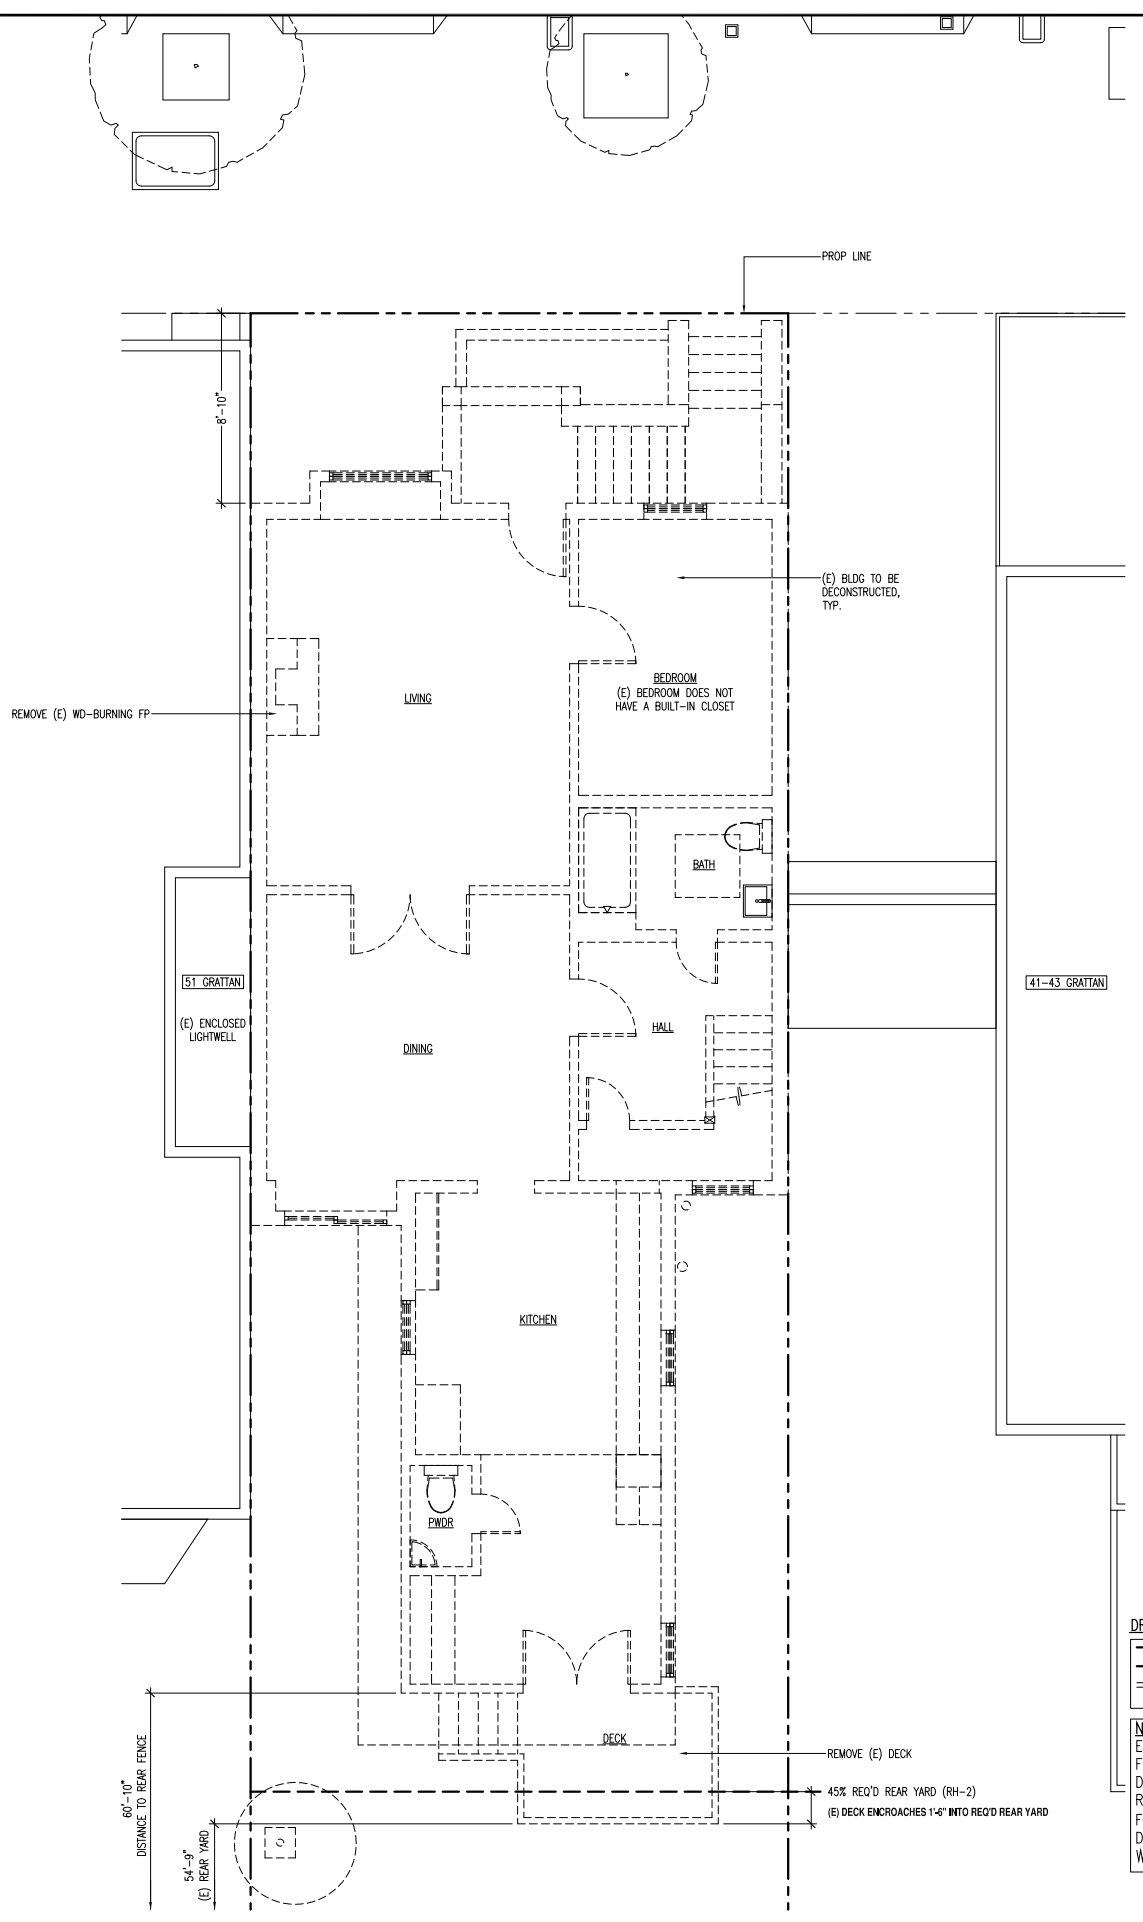 PROP LINE
8'-10"
(E) BLDG TO BE
DECONSTRUCTED,
TYP.
BEDROOM
(E) BEDROOM DOES NOT
HAVE A BUILT-IN CLOSET
LIVING
REMOVE (E) WD-BURNING FP
BATH
51 GRATTAN
41-43 GRATTAN
(E) ENCLOSED
LIGHTWELL
HALL
DINING
KITCHEN
PWDR
DECK
REMOVE (E) DECK
45% REQ'D REAR YARD (RH-2)
(E) DECK ENCROACHES 1'-6" INTO REQ'D REAR YARD
60'-10"
DISTANCE TO REAR FENCE
54'-9"
(E) REAR YARD
N
E
F
D
R
F
D
W